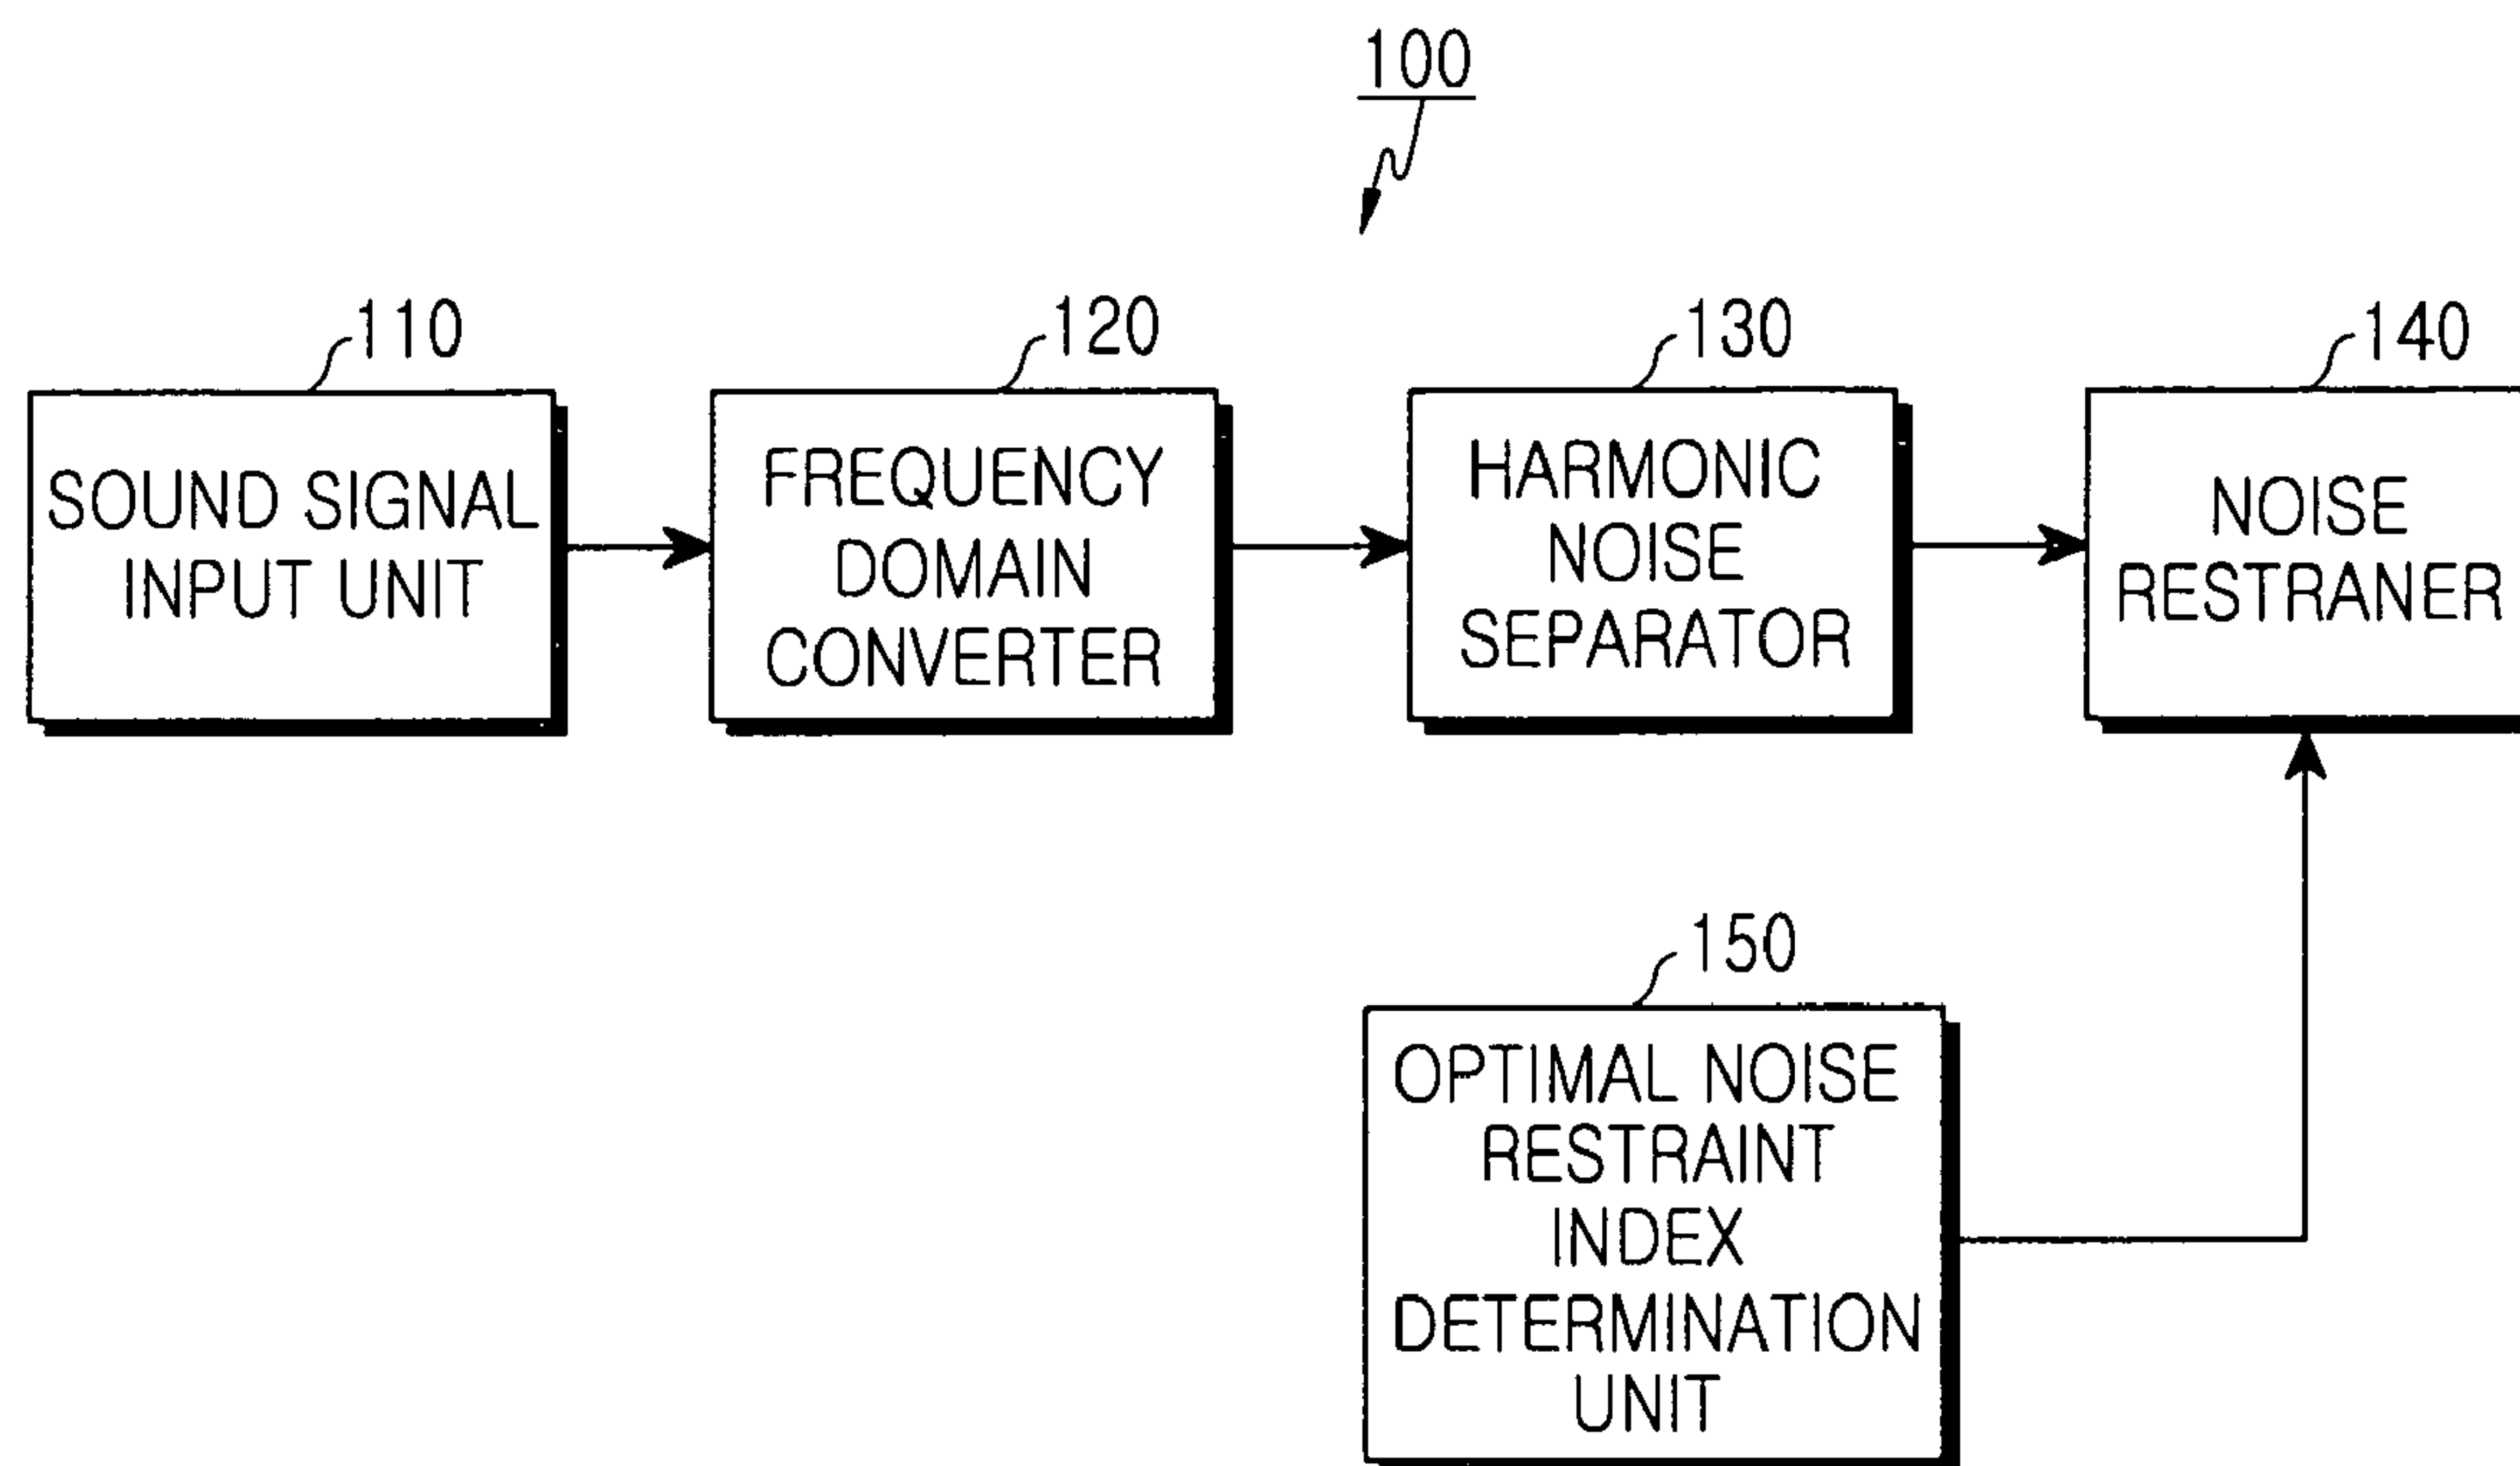 100
110
SOUND SIGNAL
INPUT UNIT
120
FREQUENCY
DOMAIN
CONVERTER
130
HARMONIC
NOISE
SEPARATOR
140
NOISE
RESTRANER
150
OPTIMAL NOISE
RESTRAINT
INDEX
DETERMINATION
UNIT